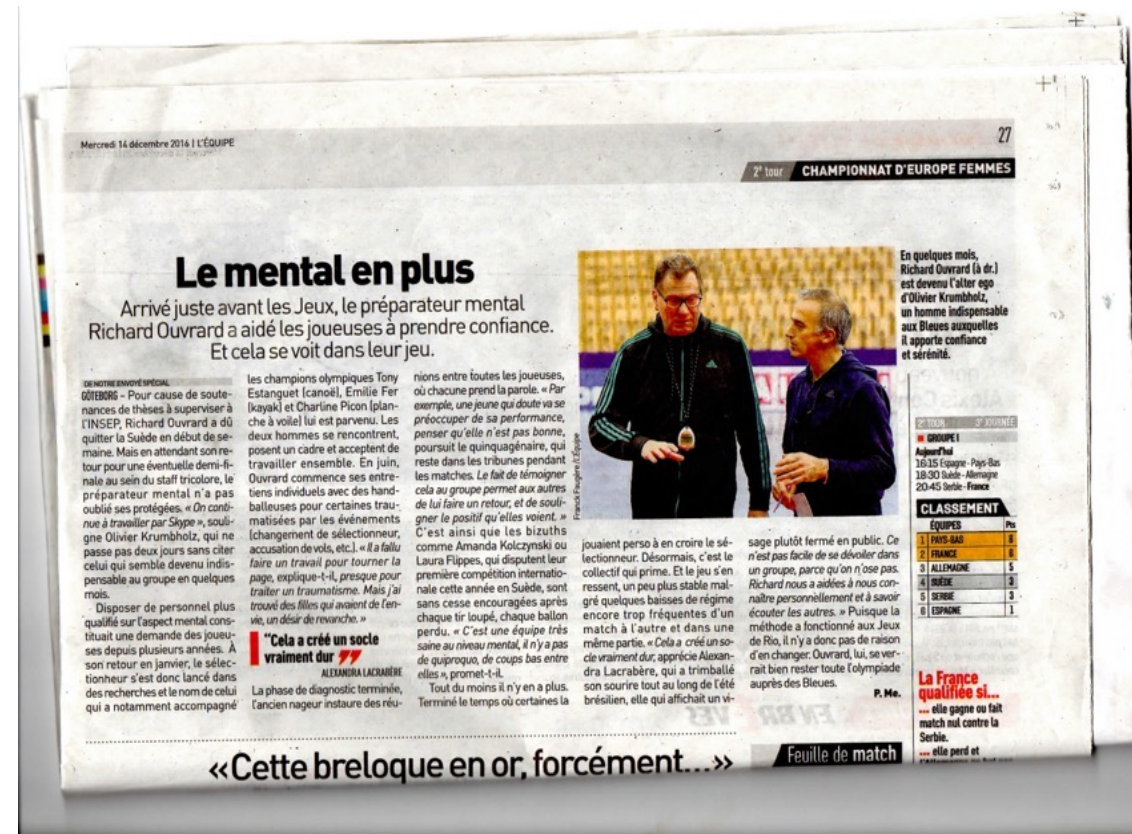 Mercredi 14 décembre 2016 | L'ÉQUIPE
27
2e tour CHAMPIONNAT D'EUROPE FEMMES
Le mental en plus
Arrivé juste avant les Jeux, le préparateur mental
Richard Ouvrard a aidé les joueuses à prendre confiance.
Et cela se voit dans leur jeu.
DE NOTRE ENVOYÉ SPÉCIAL
GÖTEBORG – Pour cause de soute-
nances de thèses à superviser à
l'INSEP, Richard Ouvrard a dû
quitter la Suède en début de se-
maine. Mais en attendant son re-
tour pour une éventuelle demi-fi-
nale au sein du staff tricolore, le
préparateur mental n'a pas
oublié ses protégées. « On conti-
nue à travailler par Skype », souli-
gne Olivier Krumbholz, qui ne
passe pas deux jours sans citer
celui qui semble devenu indis-
pensable au groupe en quelques
mois.
Disposer de personnel plus
qualifié sur l'aspect mental cons-
tituait une demande des joueu-
ses depuis plusieurs années. À
son retour en janvier, le sélec-
tionneur s'est donc lancé dans
des recherches et le nom de celui
qui a notamment accompagné
les champions olympiques Tony
Estanguet (canoë), Emilie Fer
(kayak) et Charline Picon (plan-
che à voile) lui est parvenu. Les
deux hommes se rencontrent,
posent un cadre et acceptent de
travailler ensemble. En juin,
Ouvrard commence ses entre-
tiens individuels avec des hand-
balleuses pour certaines trau-
matisées par les événements
(changement de sélectionneur,
accusation de vols, etc.). « Il a fallu
faire un travail pour tourner la
page, explique-t-il, presque pour
traiter un traumatisme. Mais j'ai
trouvé des filles qui avaient de l'en-
vie, un désir de revanche. »
"Cela a créé un socle
vraiment dur
ALEXANDRA LACRABÈRE
La phase de diagnostic terminée,
l'ancien nageur instaure des réu-
nions entre toutes les joueuses,
où chacune prend la parole. « Par
exemple, une jeune qui doute va se
préoccuper de sa performance,
penser qu'elle n'est pas bonne,
poursuit le quinquagénaire, qui
reste dans les tribunes pendant
les matches. Le fait de témoigner
cela au groupe permet aux autres
de lui faire un retour, et de souli-
gner le positif qu'elles voient. »
C'est ainsi que les bizuths
comme Amanda Kolczynski ou
Laura Flippes, qui disputent leur
première compétition internatio-
nale cette année en Suède, sont
sans cesse encouragées après
chaque tir loupé, chaque ballon
perdu. « C'est une équipe très
saine au niveau mental, il n'y a pas
de quiproquo, de coups bas entre
elles », promet-t-il.
Tout du moins il n'y en a plus.
Terminé le temps où certaines la
jouaient perso à en croire le sé-
lectionneur. Désormais, c'est le
collectif qui prime. Et le jeu s'en
ressent, un peu plus stable mal-
gré quelques baisses de régime
encore trop fréquentes d'un
match à l'autre et dans une
même partie. « Cela a créé un so-
cle vraiment dur, apprécie Alexan-
dra Lacrabère, qui a trimballé
son sourire tout au long de l'été
brésilien, elle qui affichait un vi-
sage plutôt fermé en public. Ce
n'est pas facile de se dévoiler dans
un groupe, parce qu'on n'ose pas.
Richard nous a aidées à nous con-
naître personnellement et à savoir
écouter les autres. » Puisque la
méthode a fonctionné aux Jeux
de Rio, il n'y a donc pas de raison
d'en changer. Ouvrard, lui, se ver-
rait bien rester toute l'olympiade
auprès des Bleues.
P. Me.
Franck Faugère/L'Équipe
En quelques mois,
Richard Ouvrard (à dr.)
est devenu l'alter ego
d'Olivier Krumbholz,
un homme indispensable
aux Bleues auxquelles
il apporte confiance
et sérénité.
2e TOUR 3e JOURNÉE
GROUPE I
Aujourd'hui
16:15 Espagne - Pays-Bas
18:30 Suède - Allemagne
20:45 Serbie - France
CLASSEMENT
ÉQUIPES Pts
1 PAYS-BAS 6
2 FRANCE 6
3 ALLEMAGNE 5
4 SUÈDE 3
5 SERBIE 3
6 ESPAGNE 1
La France
qualifiée si...
... elle gagne ou fait
match nul contre la
Serbie.
... elle perd et
«Cette breloque en or, forcément...»
Feuille de match